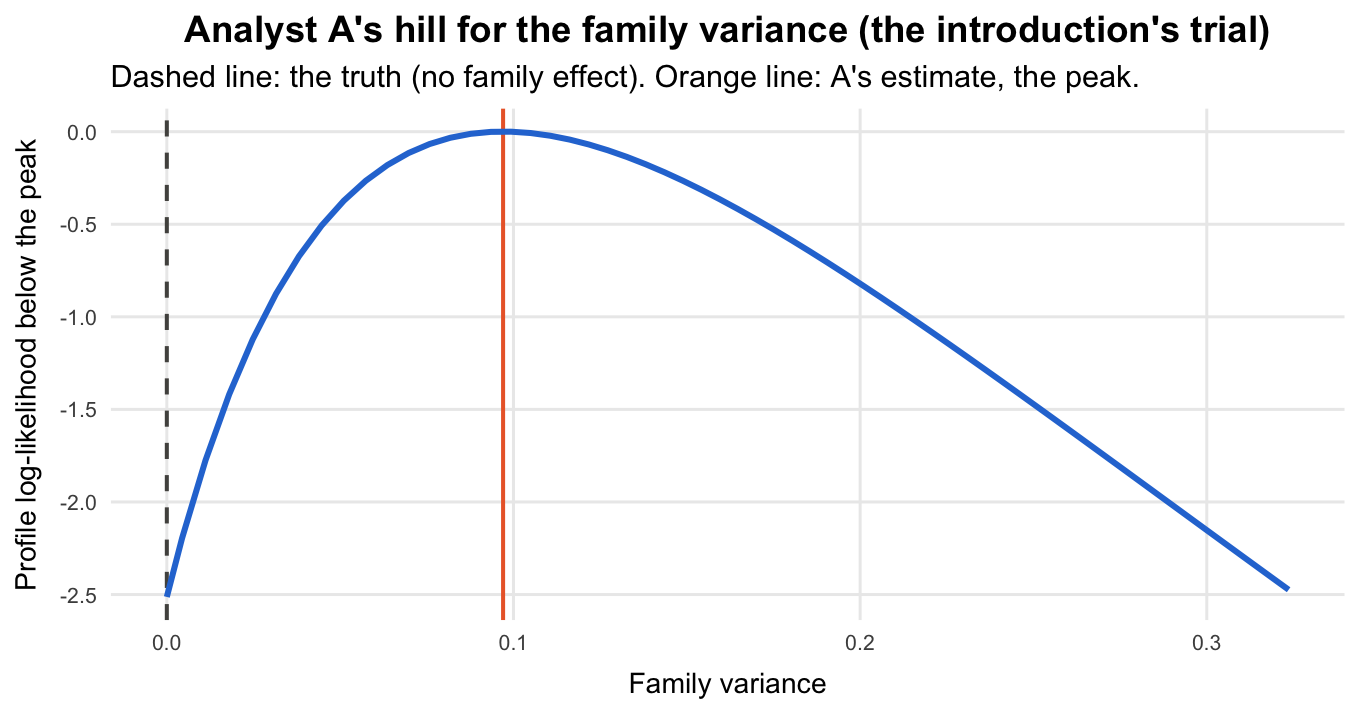 Analyst A's hill for the family variance (the introduction's trial)
Dashed line: the truth (no family effect). Orange line: A's estimate, the peak.
Profile log-likelihood below the peak
0.0
-0.5
-1.0
-1.5
-2.0
-2.5
0.0 0.1 0.2 0.3
Family variance